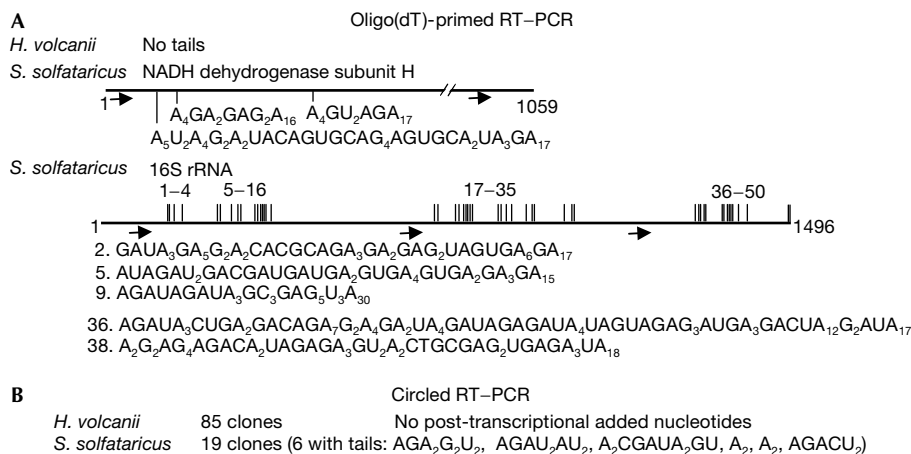 A Oligo(dT)-primed RT–PCR
H. volcanii No tails
S. solfataricus NADH dehydrogenase subunit H
1 1059
A₄GA₂GAG₂A₁₆ A₄GU₂AGA₁₇
A₅U₂A₄G₂A₂UACAGUGCAG₄AGUGCA₂UA₃GA₁₇
S. solfataricus 16S rRNA
1–4 5–16 17–35 36–50
1 1496
2. GAUA₃GA₅G₂A₂CACGCAGA₃GA₂GAG₂UAGUGA₆GA₁₇
5. AUAGAU₂GACGAUGAUGA₂GUGA₄GUGA₂GA₃GA₁₅
9. AGAUAGAUA₃GC₃GAG₅U₃A₃₀
36. AGAUA₃CUGA₂GACAGA₇G₂A₄GA₂UA₄GAUAGAGAUA₄UAGUAGAG₃AUGA₃GACUA₁₂G₂AUA₁₇
38. A₂G₂AG₄AGACA₂UAGAGA₃GU₂A₂CTGCGAG₂UGAGA₃UA₁₈
B Circled RT–PCR
H. volcanii 85 clones No post-transcriptional added nucleotides
S. solfataricus 19 clones (6 with tails: AGA₂G₂U₂, AGAU₂AU₂, A₂CGAUA₂GU, A₂, A₂, AGACU₂)